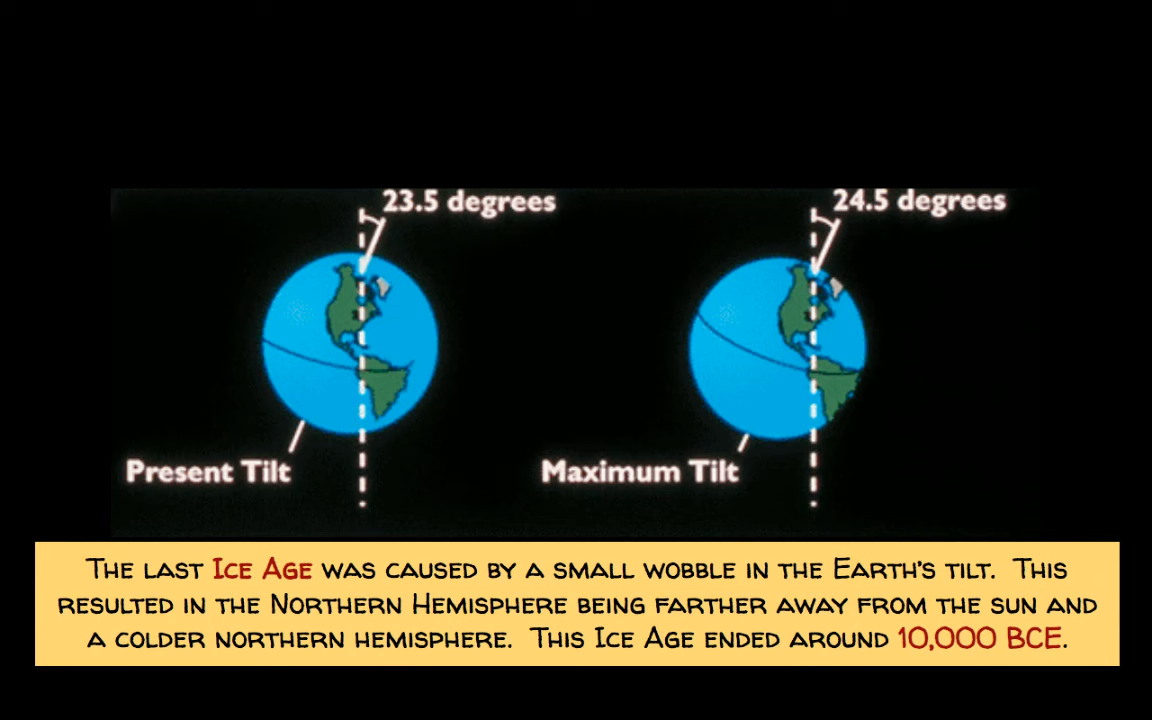 23.5 degrees
24.5 degrees
Present Tilt
Maximum Tilt
The last Ice Age was caused by a small wobble in the Earth's tilt. This
resulted in the Northern Hemisphere being farther away from the sun and
a colder northern hemisphere. This Ice Age ended around 10,000 BCE.